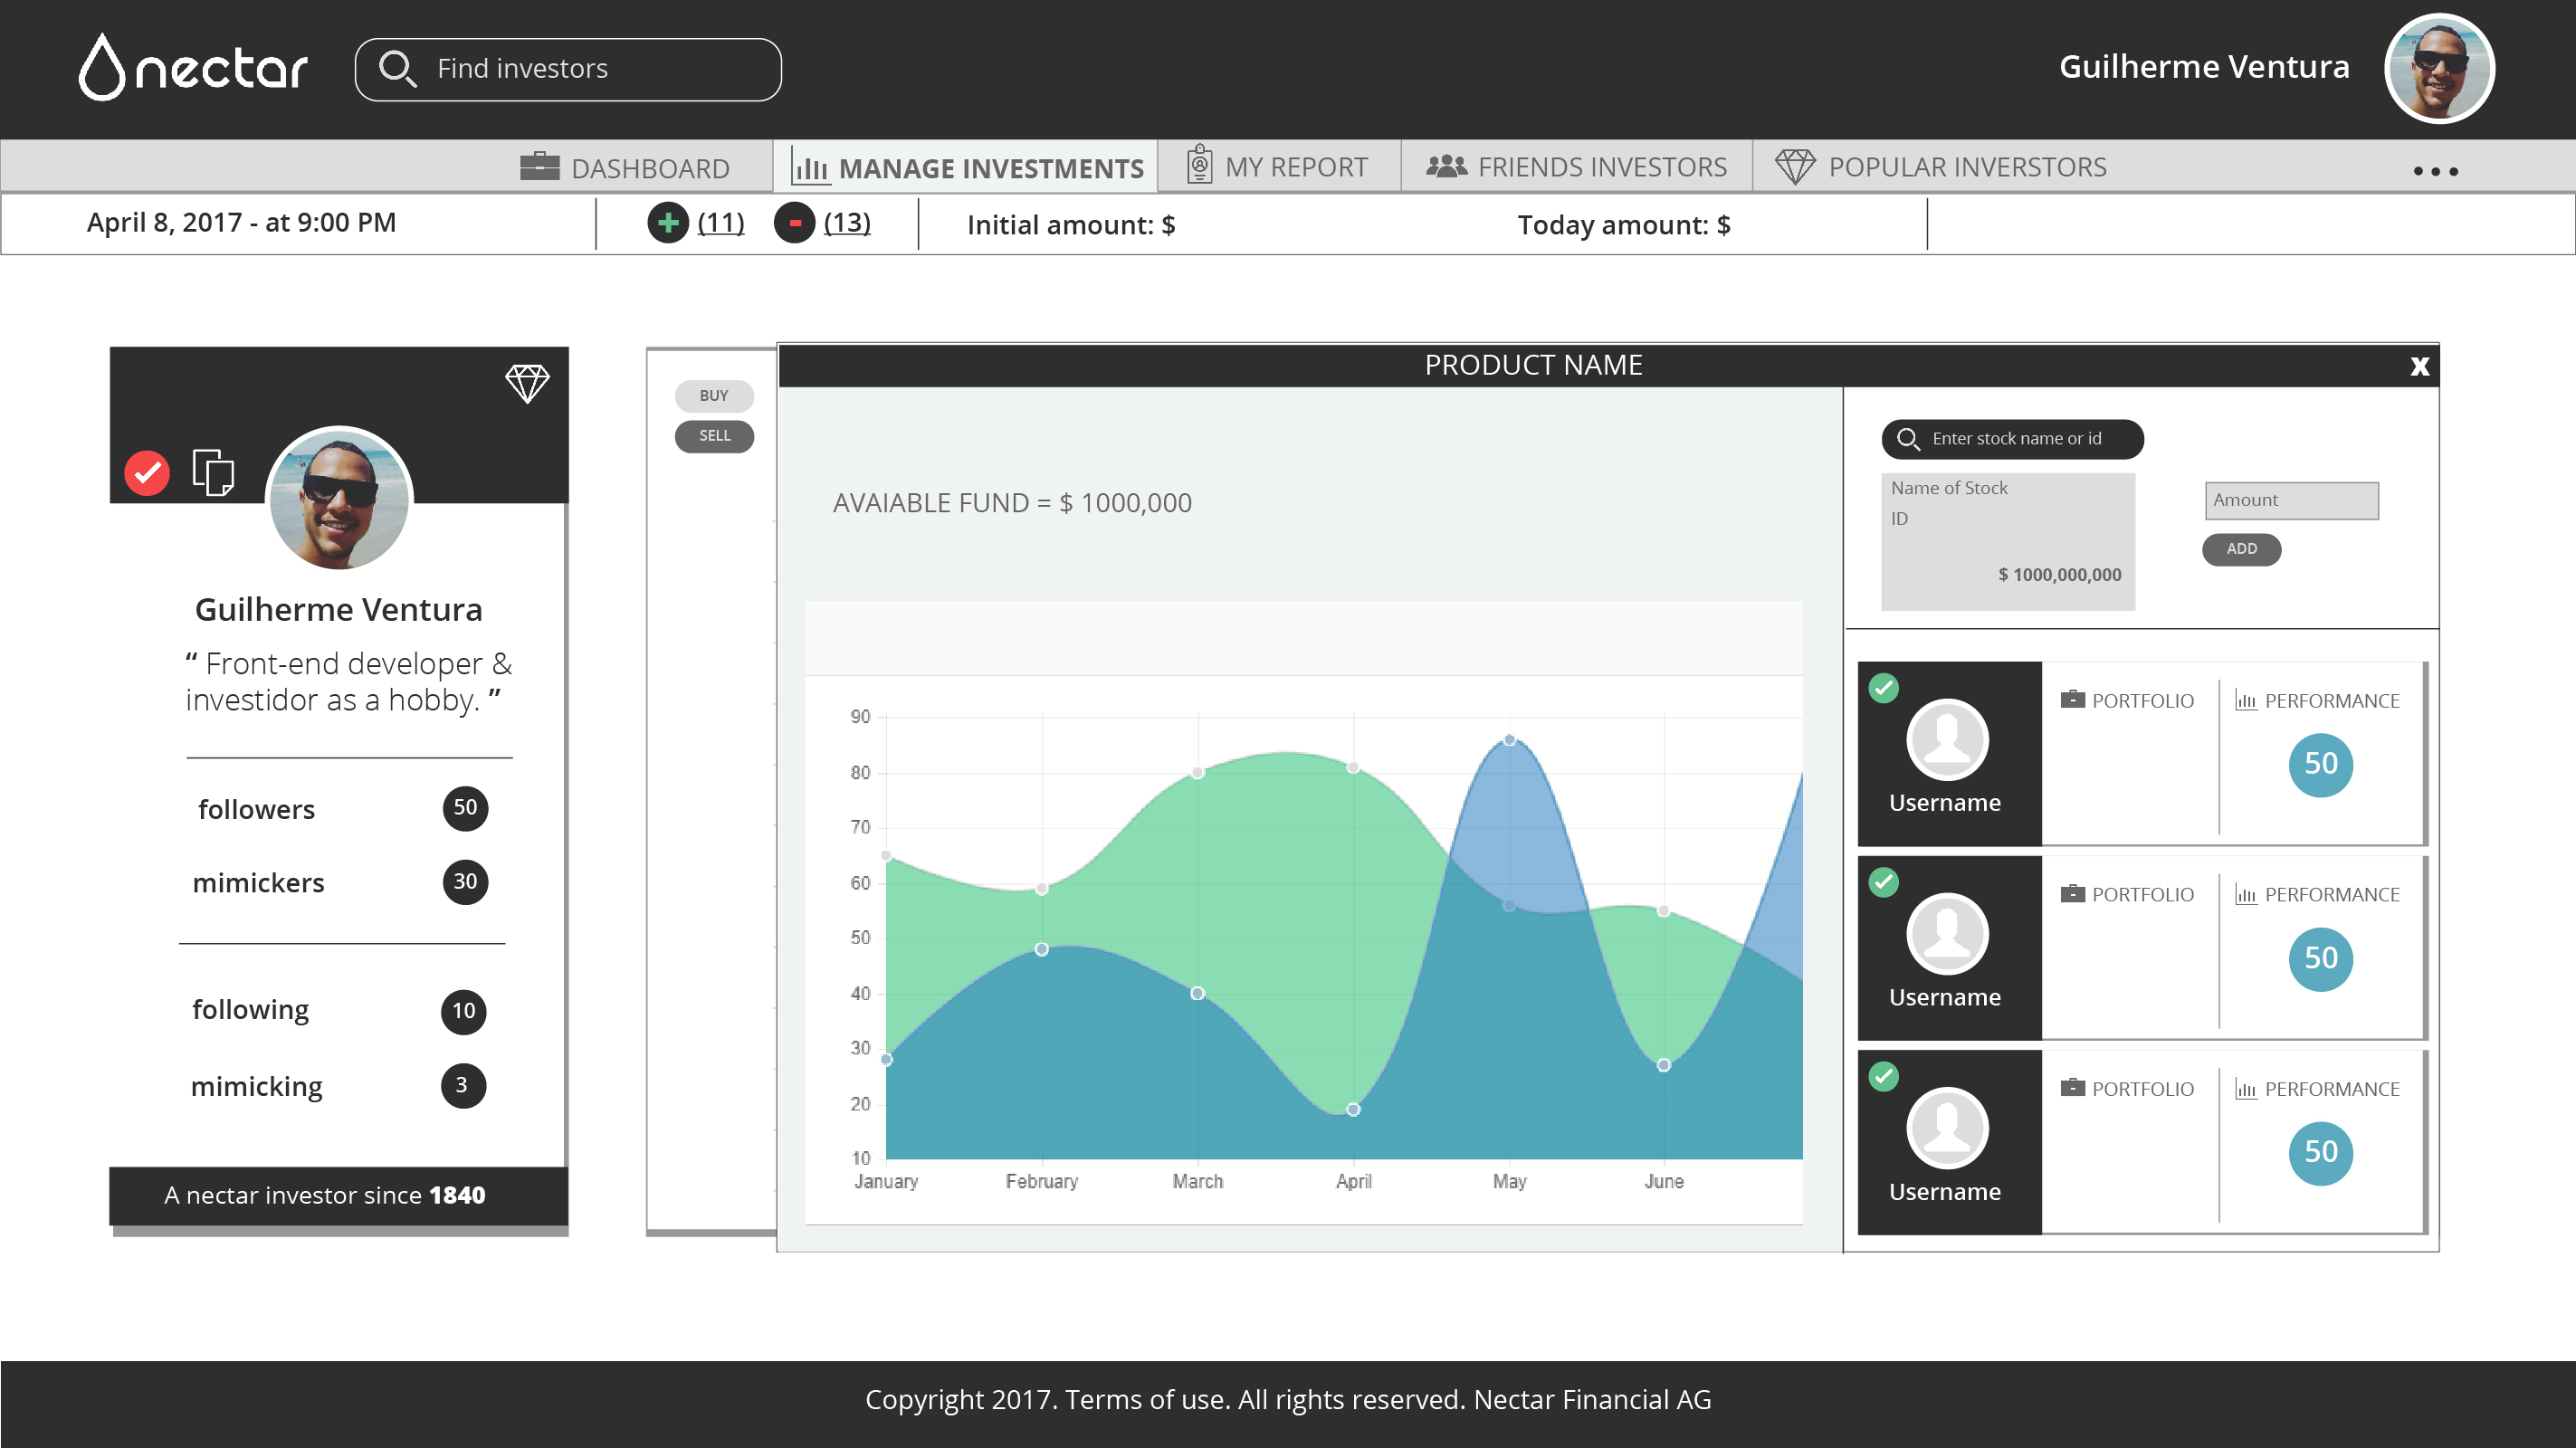 nectar
Find investors
Guilherme Ventura
DASHBOARD
MANAGE INVESTMENTS
MY REPORT
FRIENDS INVESTORS
POPULAR INVERSTORS
April 8, 2017 - at 9:00 PM
+ (11) - (13)
Initial amount: $
Today amount: $
Guilherme Ventura
“ Front-end developer &
investidor as a hobby. ”
followers 50
mimickers 30
following 10
mimicking 3
A nectar investor since 1840
BUY
SELL
PRODUCT NAME
X
AVAIABLE FUND = $ 1000,000
90
80
70
60
50
40
30
20
10
January February March April May June
Enter stock name or id
Name of Stock
ID
$ 1000,000,000
Amount
ADD
Username
PORTFOLIO
PERFORMANCE
50
Username
PORTFOLIO
PERFORMANCE
50
Username
PORTFOLIO
PERFORMANCE
50
Copyright 2017. Terms of use. All rights reserved. Nectar Financial AG